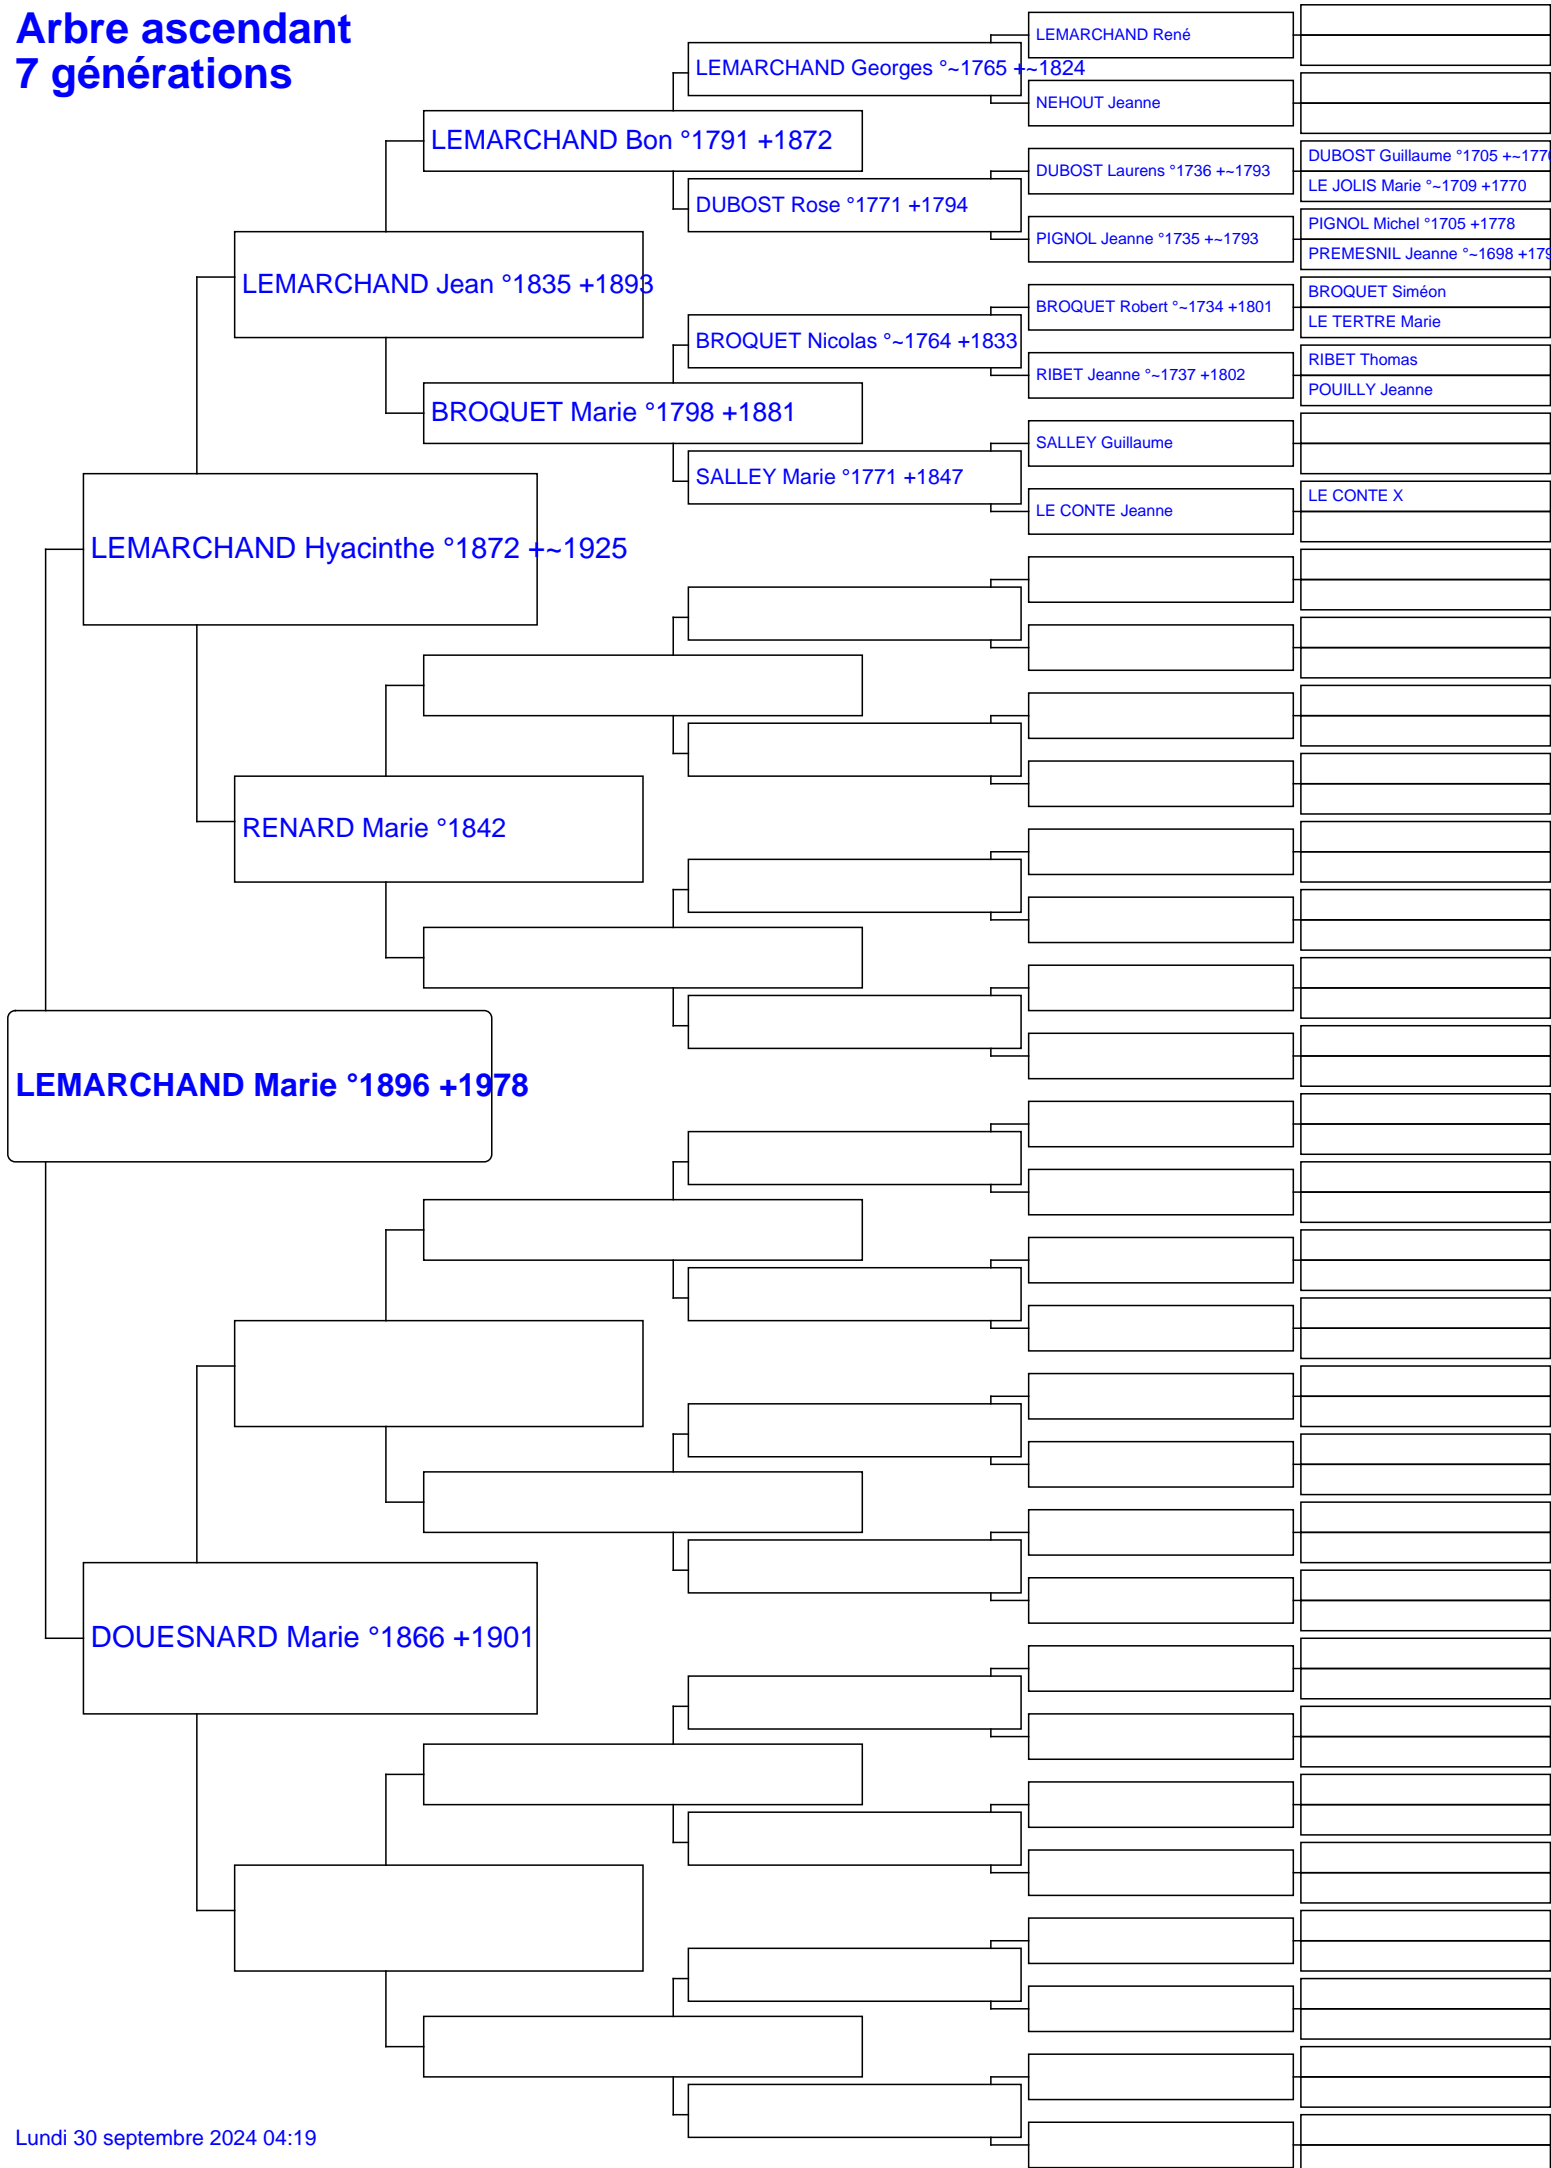 Arbre ascendant
7 générations
LEMARCHAND René
LEMARCHAND Georges °~1765 +~1824
NEHOUT Jeanne
LEMARCHAND Bon °1791 +1872
DUBOST Guillaume °1705 +~1770
DUBOST Laurens °1736 +~1793
LE JOLIS Marie °~1709 +1770
DUBOST Rose °1771 +1794
PIGNOL Michel °1705 +1778
PIGNOL Jeanne °1735 +~1793
PREMESNIL Jeanne °~1698 +179
LEMARCHAND Jean °1835 +1893
BROQUET Siméon
BROQUET Robert °~1734 +1801
LE TERTRE Marie
BROQUET Nicolas °~1764 +1833
RIBET Thomas
RIBET Jeanne °~1737 +1802
POUILLY Jeanne
BROQUET Marie °1798 +1881
SALLEY Guillaume
SALLEY Marie °1771 +1847
LE CONTE X
LE CONTE Jeanne
LEMARCHAND Hyacinthe °1872 +~1925
RENARD Marie °1842
LEMARCHAND Marie °1896 +1978
DOUESNARD Marie °1866 +1901
Lundi 30 septembre 2024 04:19